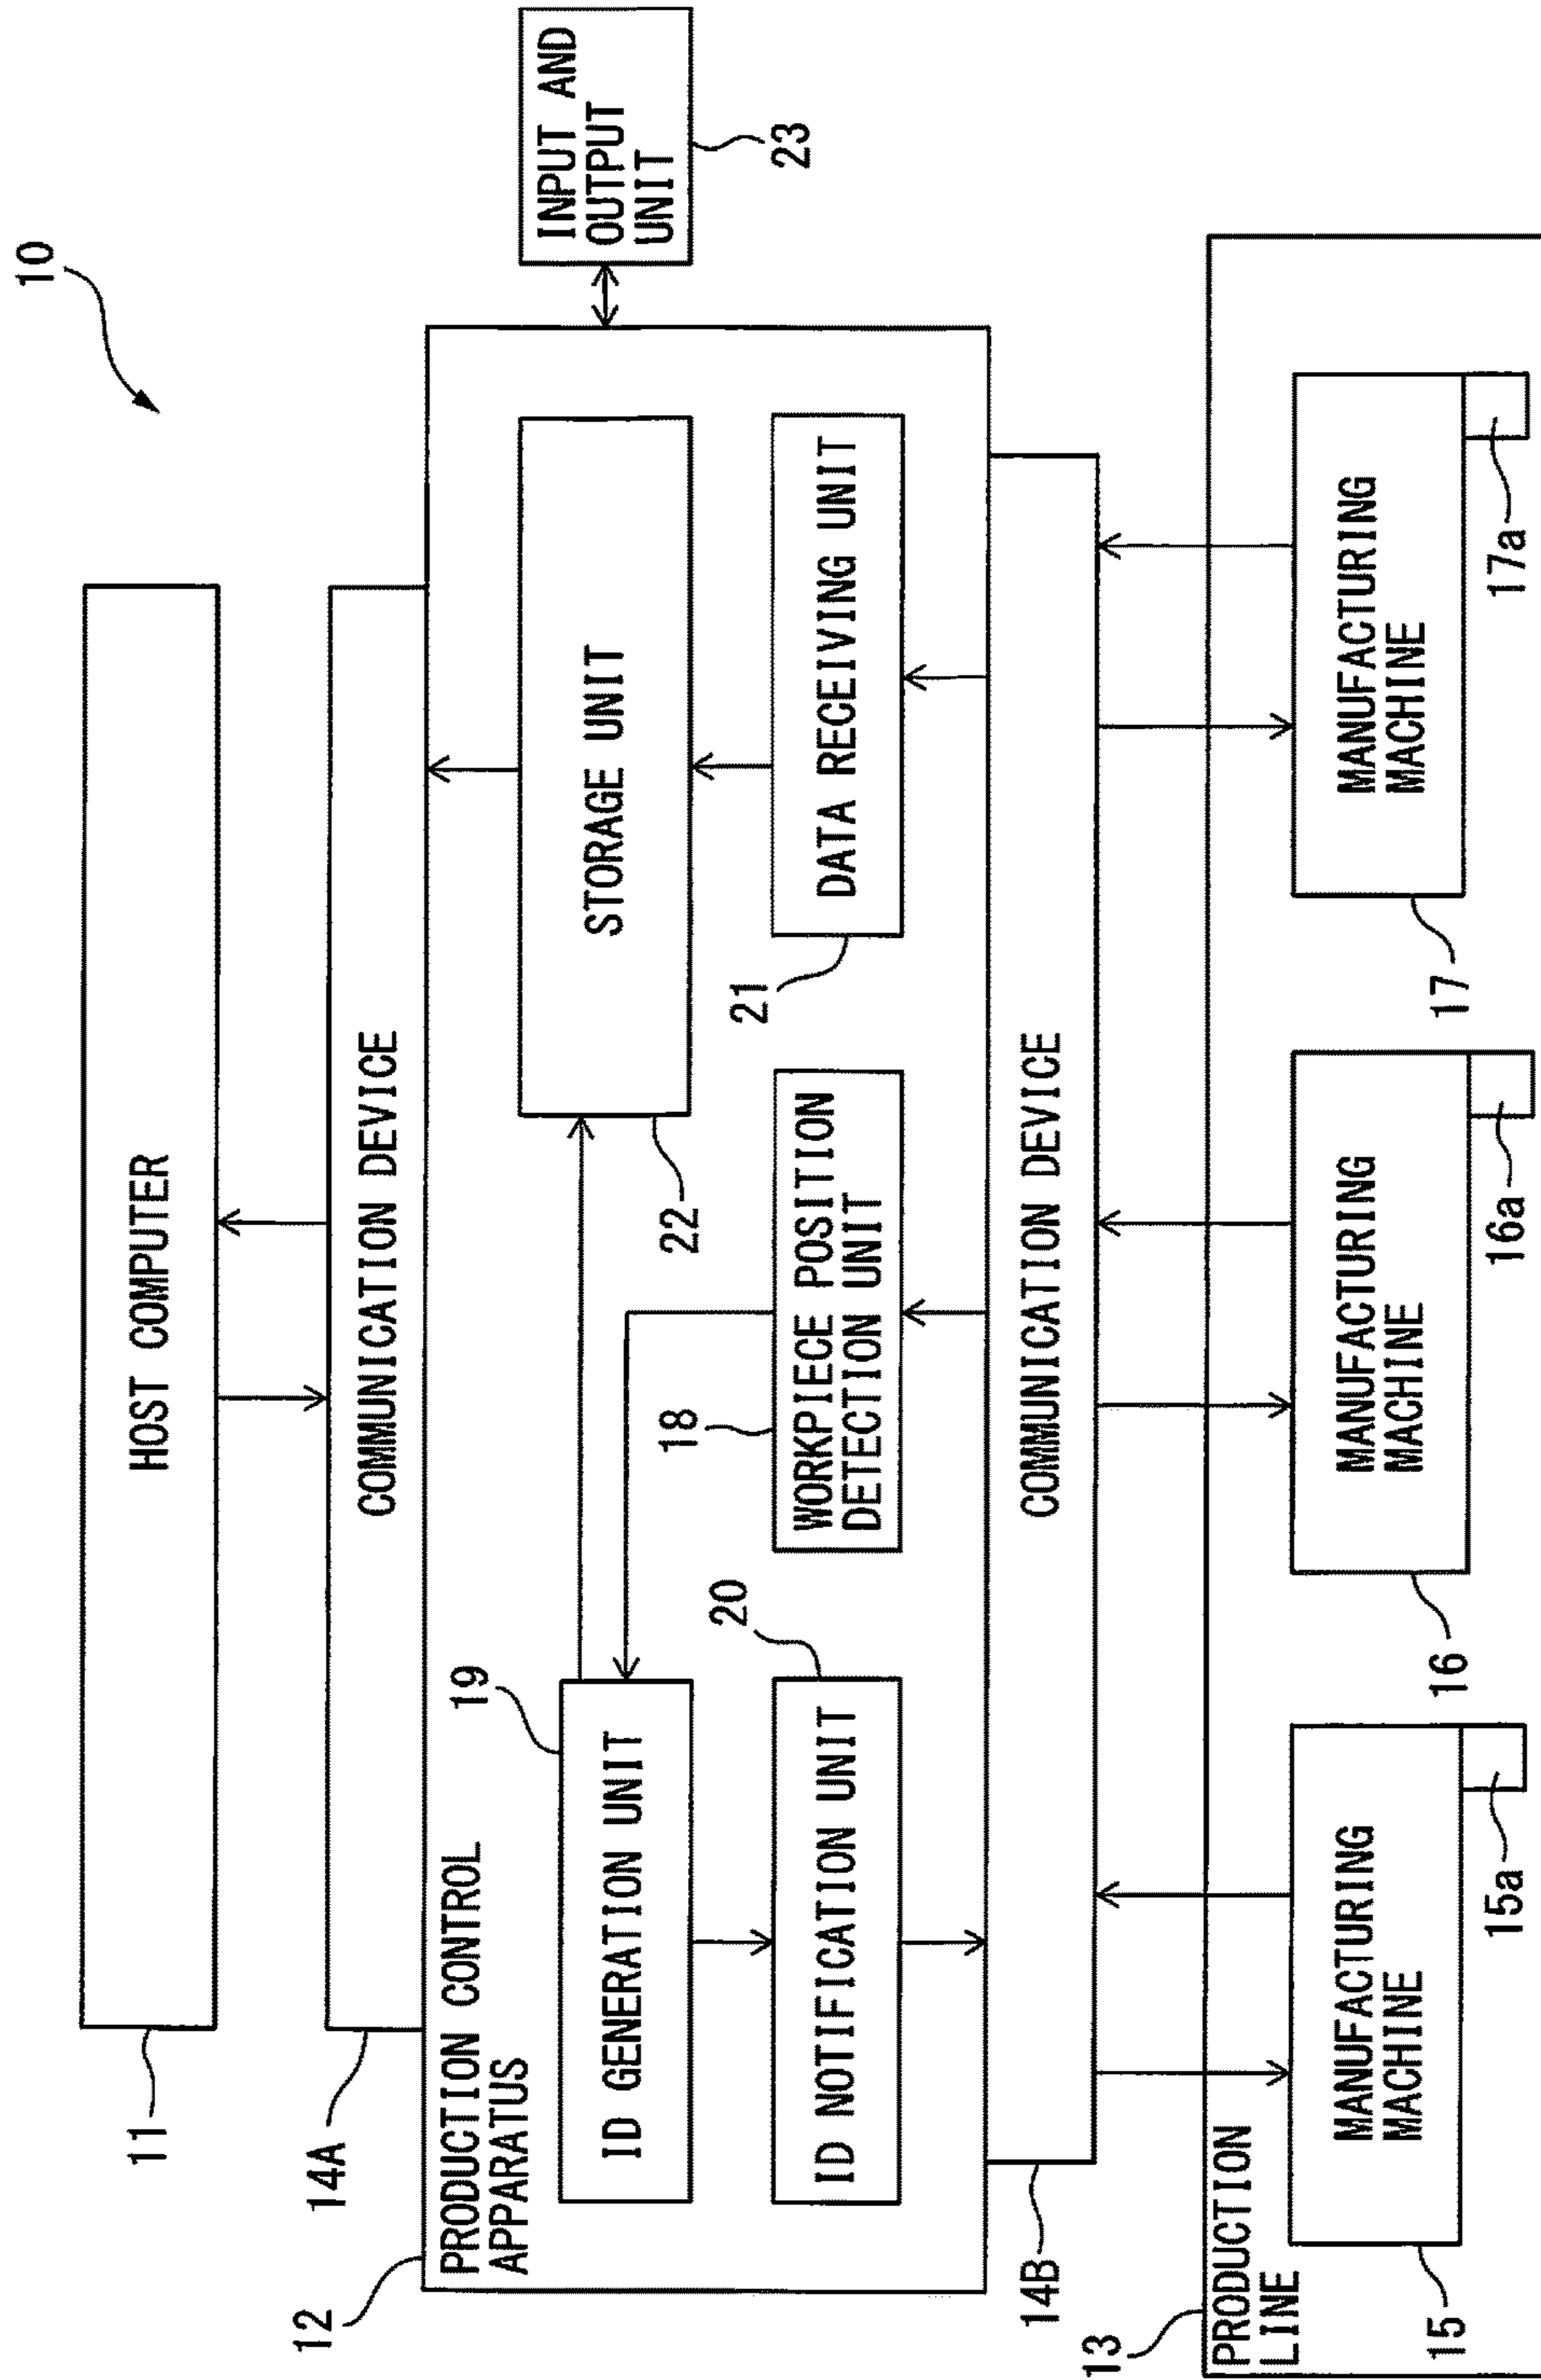 10
11
HOST COMPUTER
14A
COMMUNICATION DEVICE
12
PRODUCTION CONTROL
APPARATUS
19
ID GENERATION UNIT
STORAGE UNIT
22
INPUT AND
OUTPUT
UNIT
23
20
ID NOTIFICATION UNIT
18
WORKPIECE POSITION
DETECTION UNIT
21
DATA RECEIVING UNIT
14B
COMMUNICATION DEVICE
13
PRODUCTION
LINE
MANUFACTURING
MACHINE
15
15a
MANUFACTURING
MACHINE
16
16a
MANUFACTURING
MACHINE
17
17a